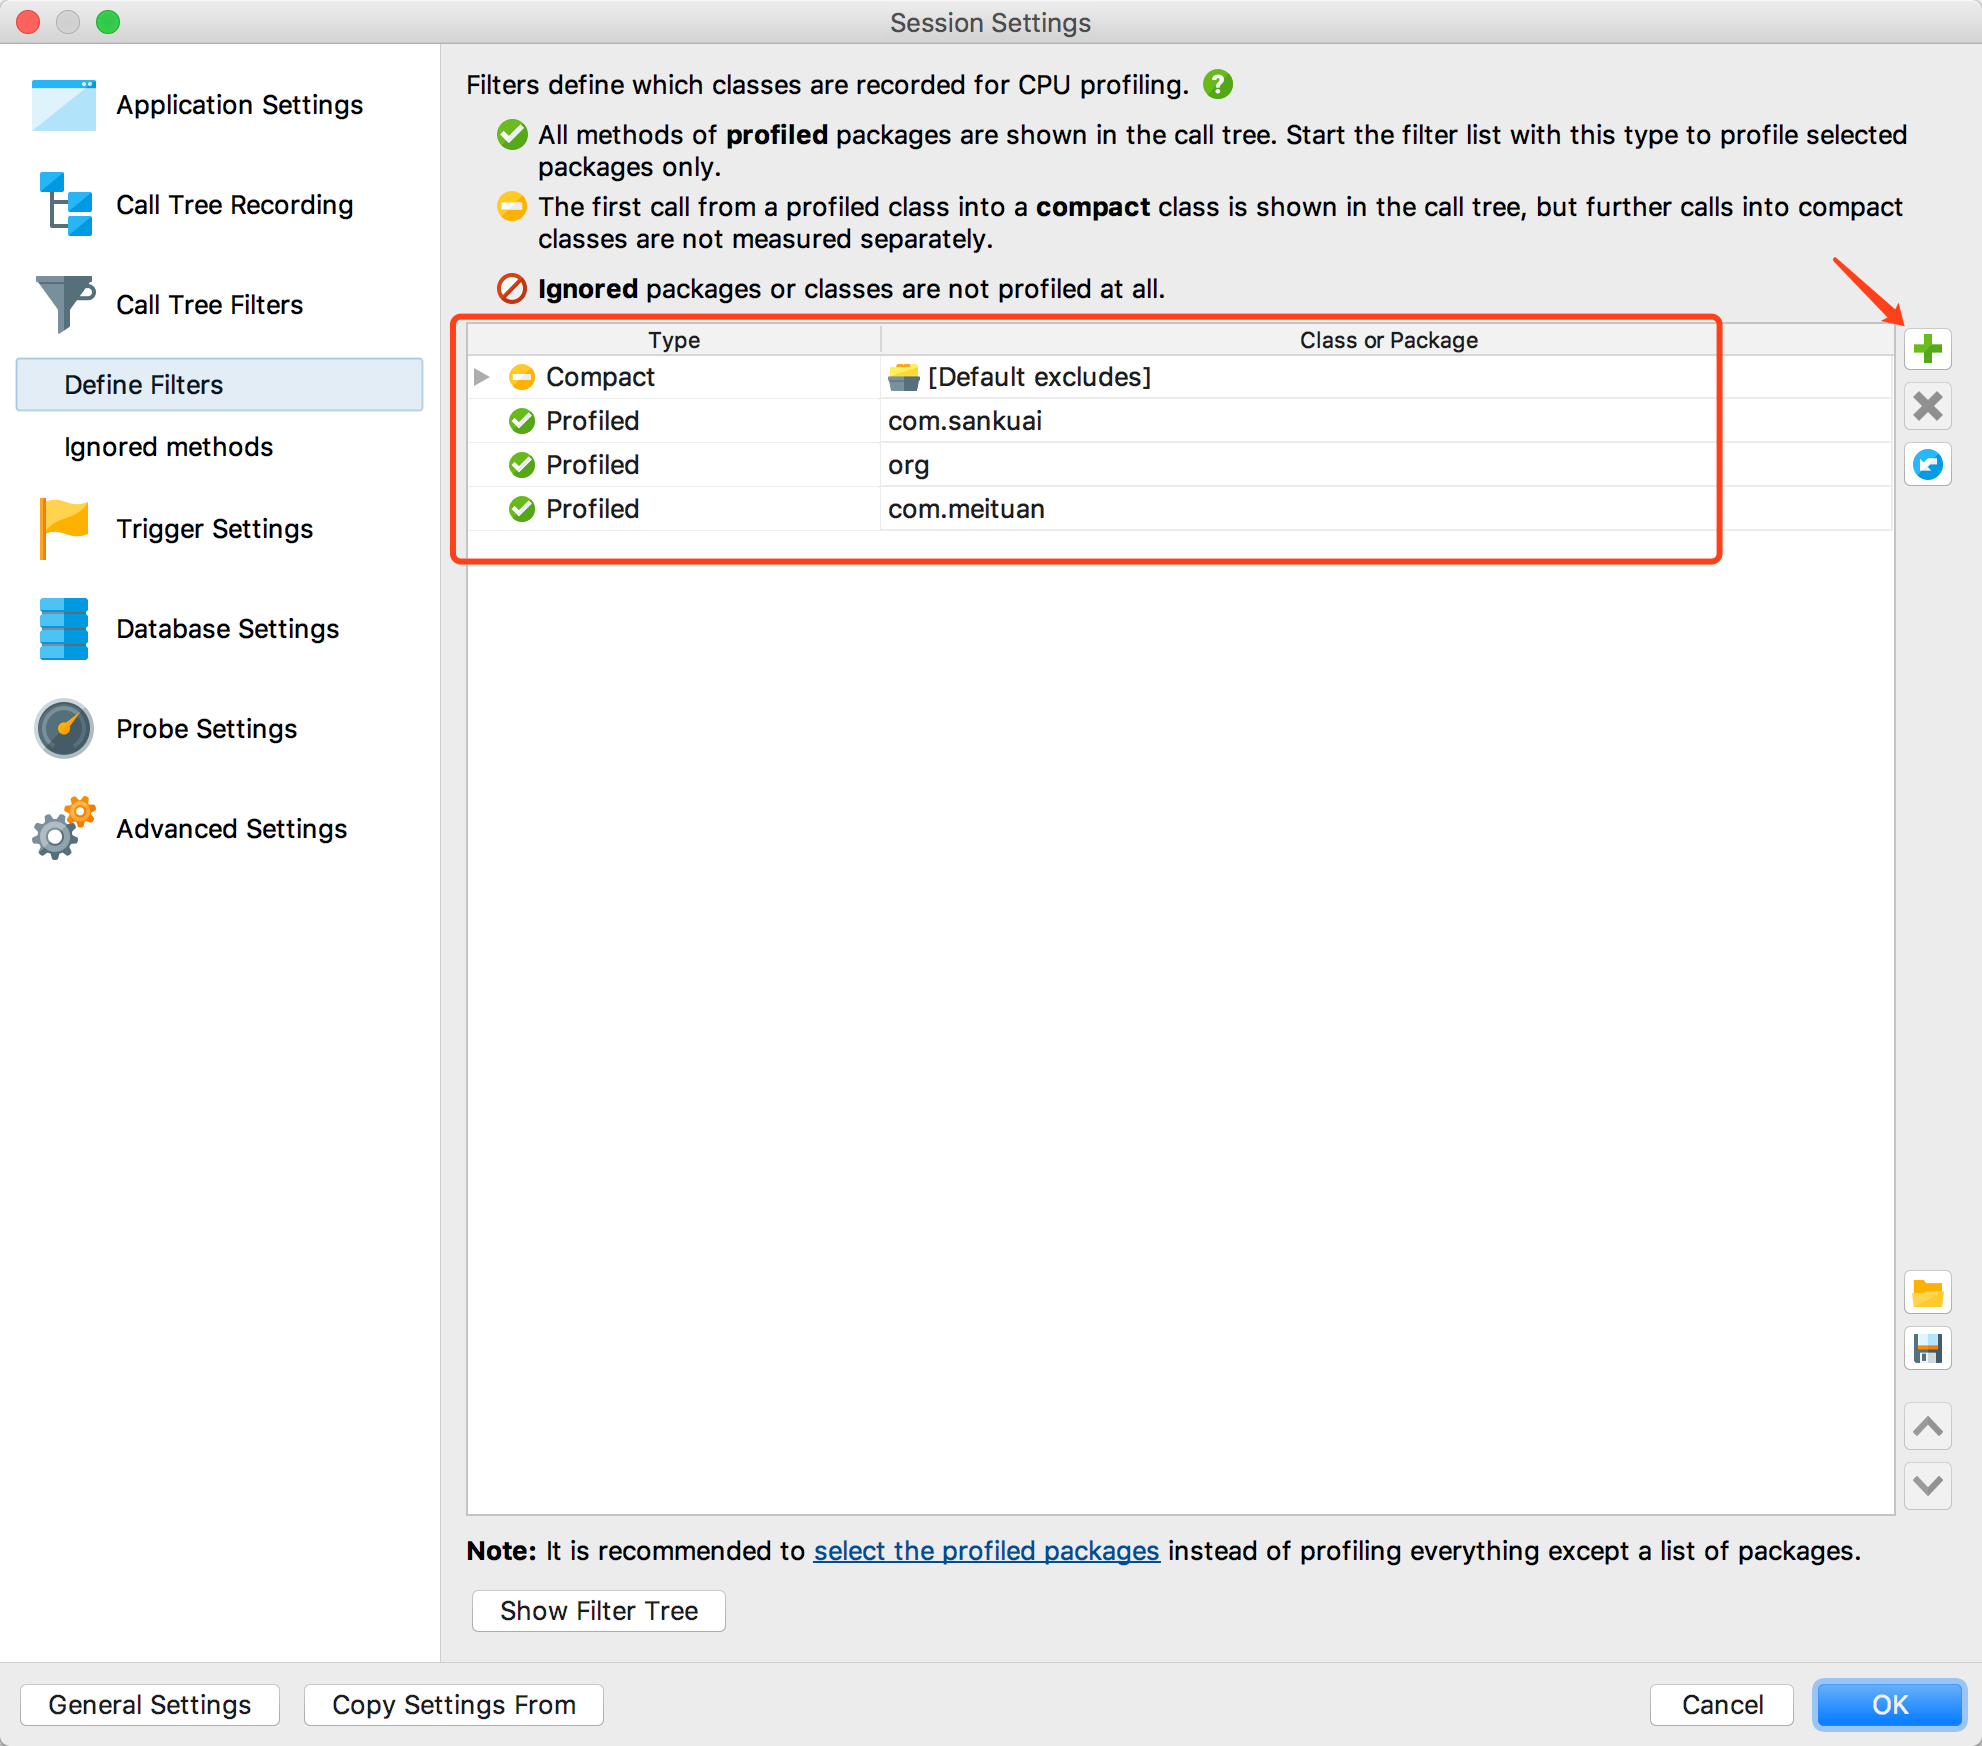 Session Settings
Application Settings
Call Tree Recording
Call Tree Filters
Define Filters
Ignored methods
Trigger Settings
Database Settings
Probe Settings
Advanced Settings
Filters define which classes are recorded for CPU profiling. ?
All methods of profiled packages are shown in the call tree. Start the filter list with this type to profile selected
packages only.
The first call from a profiled class into a compact class is shown in the call tree, but further calls into compact
classes are not measured separately.
Ignored packages or classes are not profiled at all.
Type Class or Package
Compact [Default excludes]
Profiled com.sankuai
Profiled org
Profiled com.meituan
Note: It is recommended to select the profiled packages instead of profiling everything except a list of packages.
Show Filter Tree
General Settings Copy Settings From Cancel OK